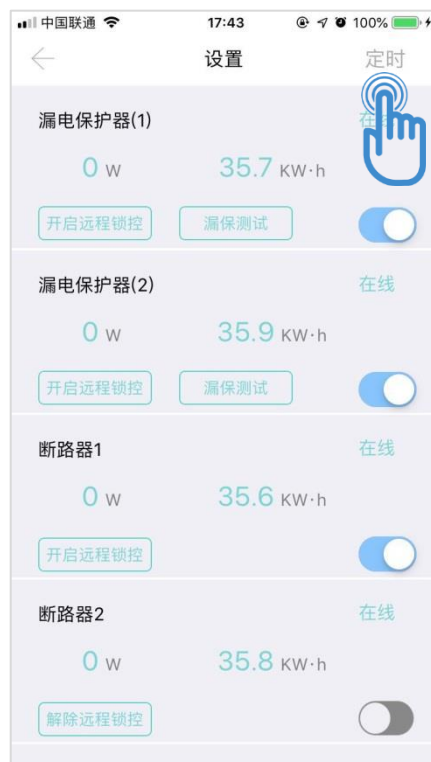 中国联通 17:43 100%
设置 定时
漏电保护器(1)
0 W 35.7 KW·h
开启远程锁控 漏保测试
漏电保护器(2) 在线
0 W 35.9 KW·h
开启远程锁控 漏保测试
断路器1 在线
0 W 35.6 KW·h
开启远程锁控
断路器2 在线
0 W 35.8 KW·h
解除远程锁控